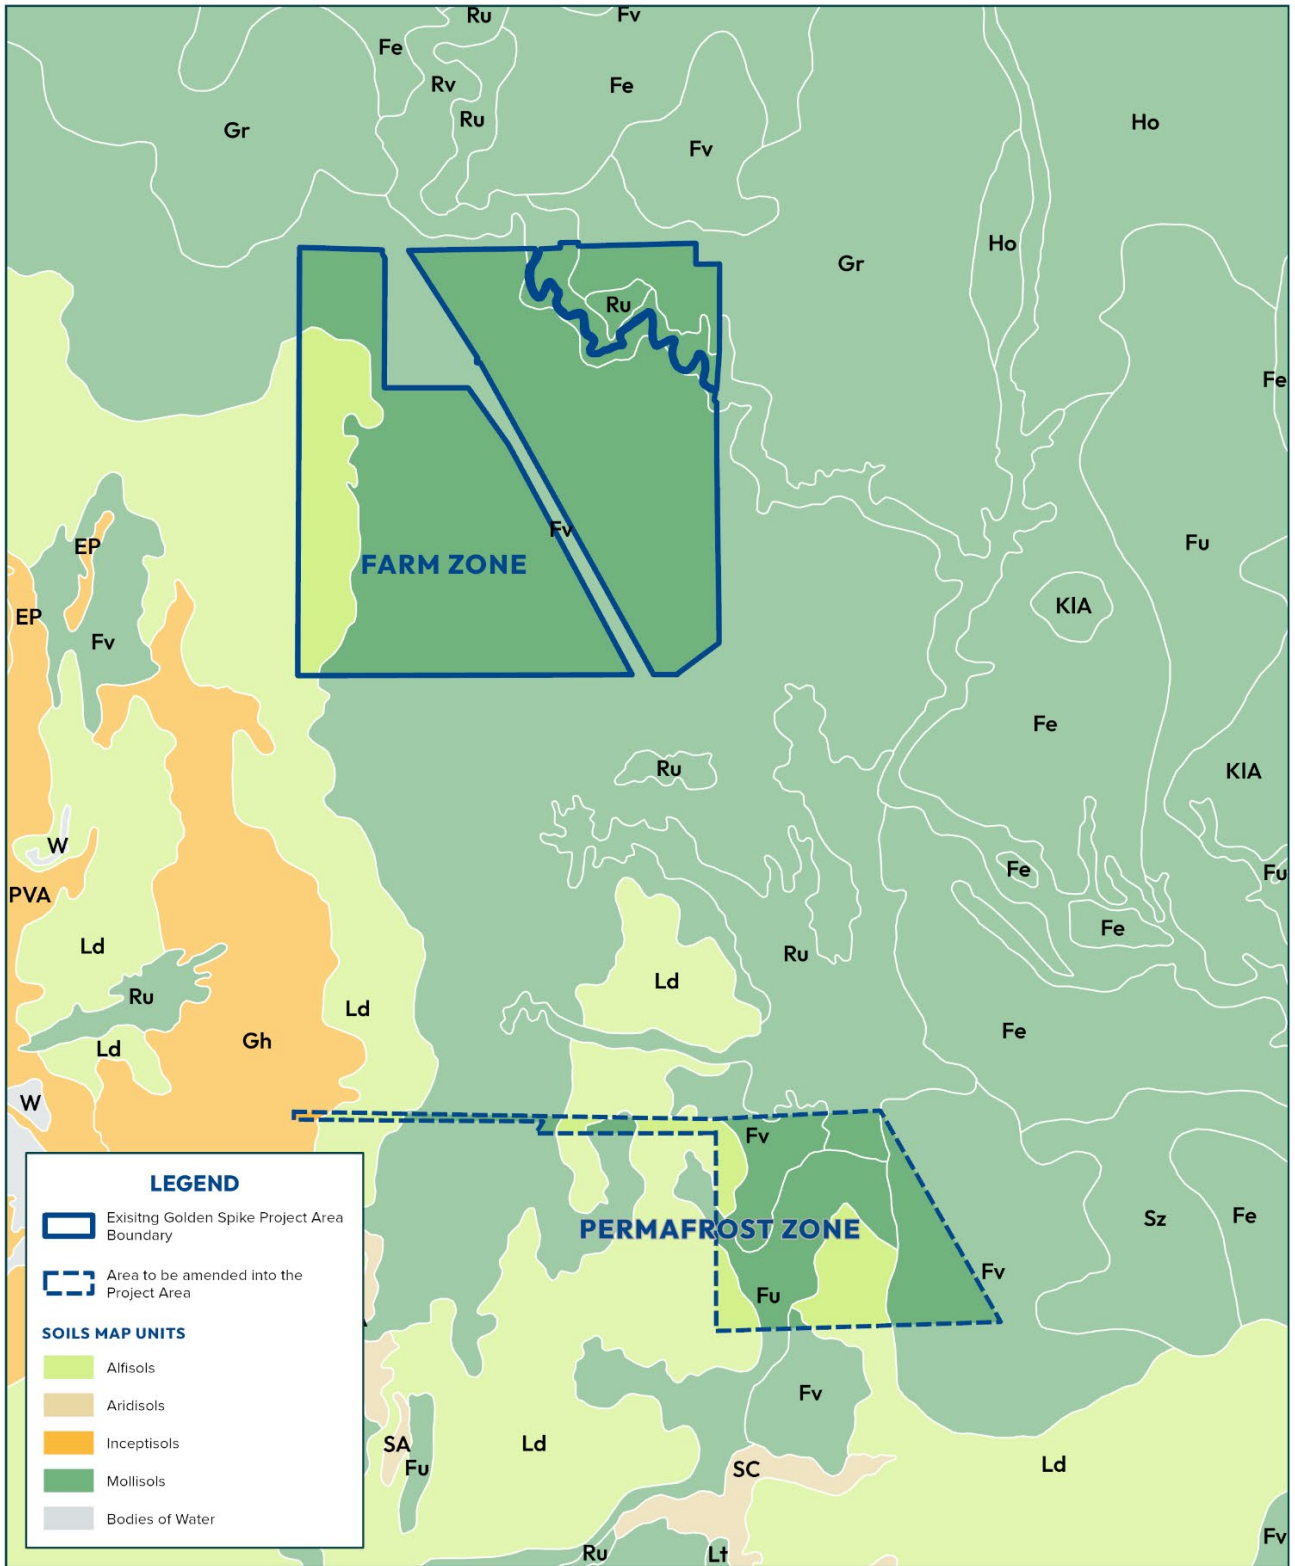 Ru
Fv
Fe
Rv
Fe
Ru
Gr
Fv
Ho
Ho
Gr
Ru
Fe
Fv
EP
FARM ZONE
Fu
EP
KIA
Fv
Fe
Ru
KIA
W
Fe
Fu
PVA
Fe
Ld
Ru
Ld
Ru
Ld
Fe
Gh
Ld
W
Fv
Sz
Fe
PERMAFROST ZONE
Fv
Fu
Fv
SA
Ld
Fu
SC
Ld
Fv
Ru
Lt
LEGEND
Exisitng Golden Spike Project Area
Boundary
Area to be amended into the
Project Area
SOILS MAP UNITS
Alfisols
Aridisols
Inceptisols
Mollisols
Bodies of Water